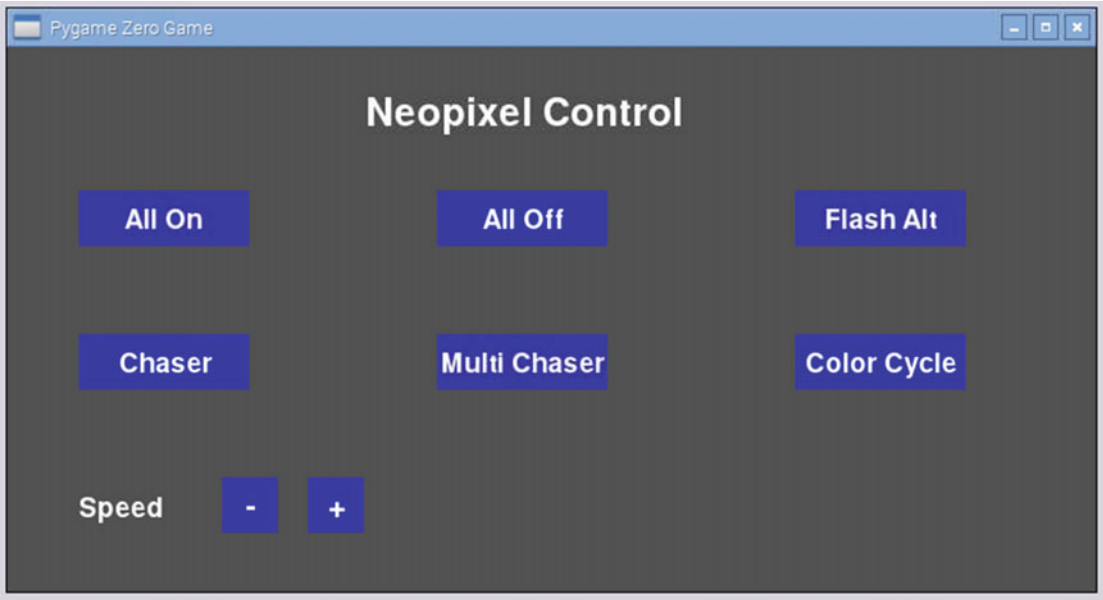 Pygame Zero Game
Neopixel Control
All On All Off Flash Alt
Chaser Multi Chaser Color Cycle
Speed - +